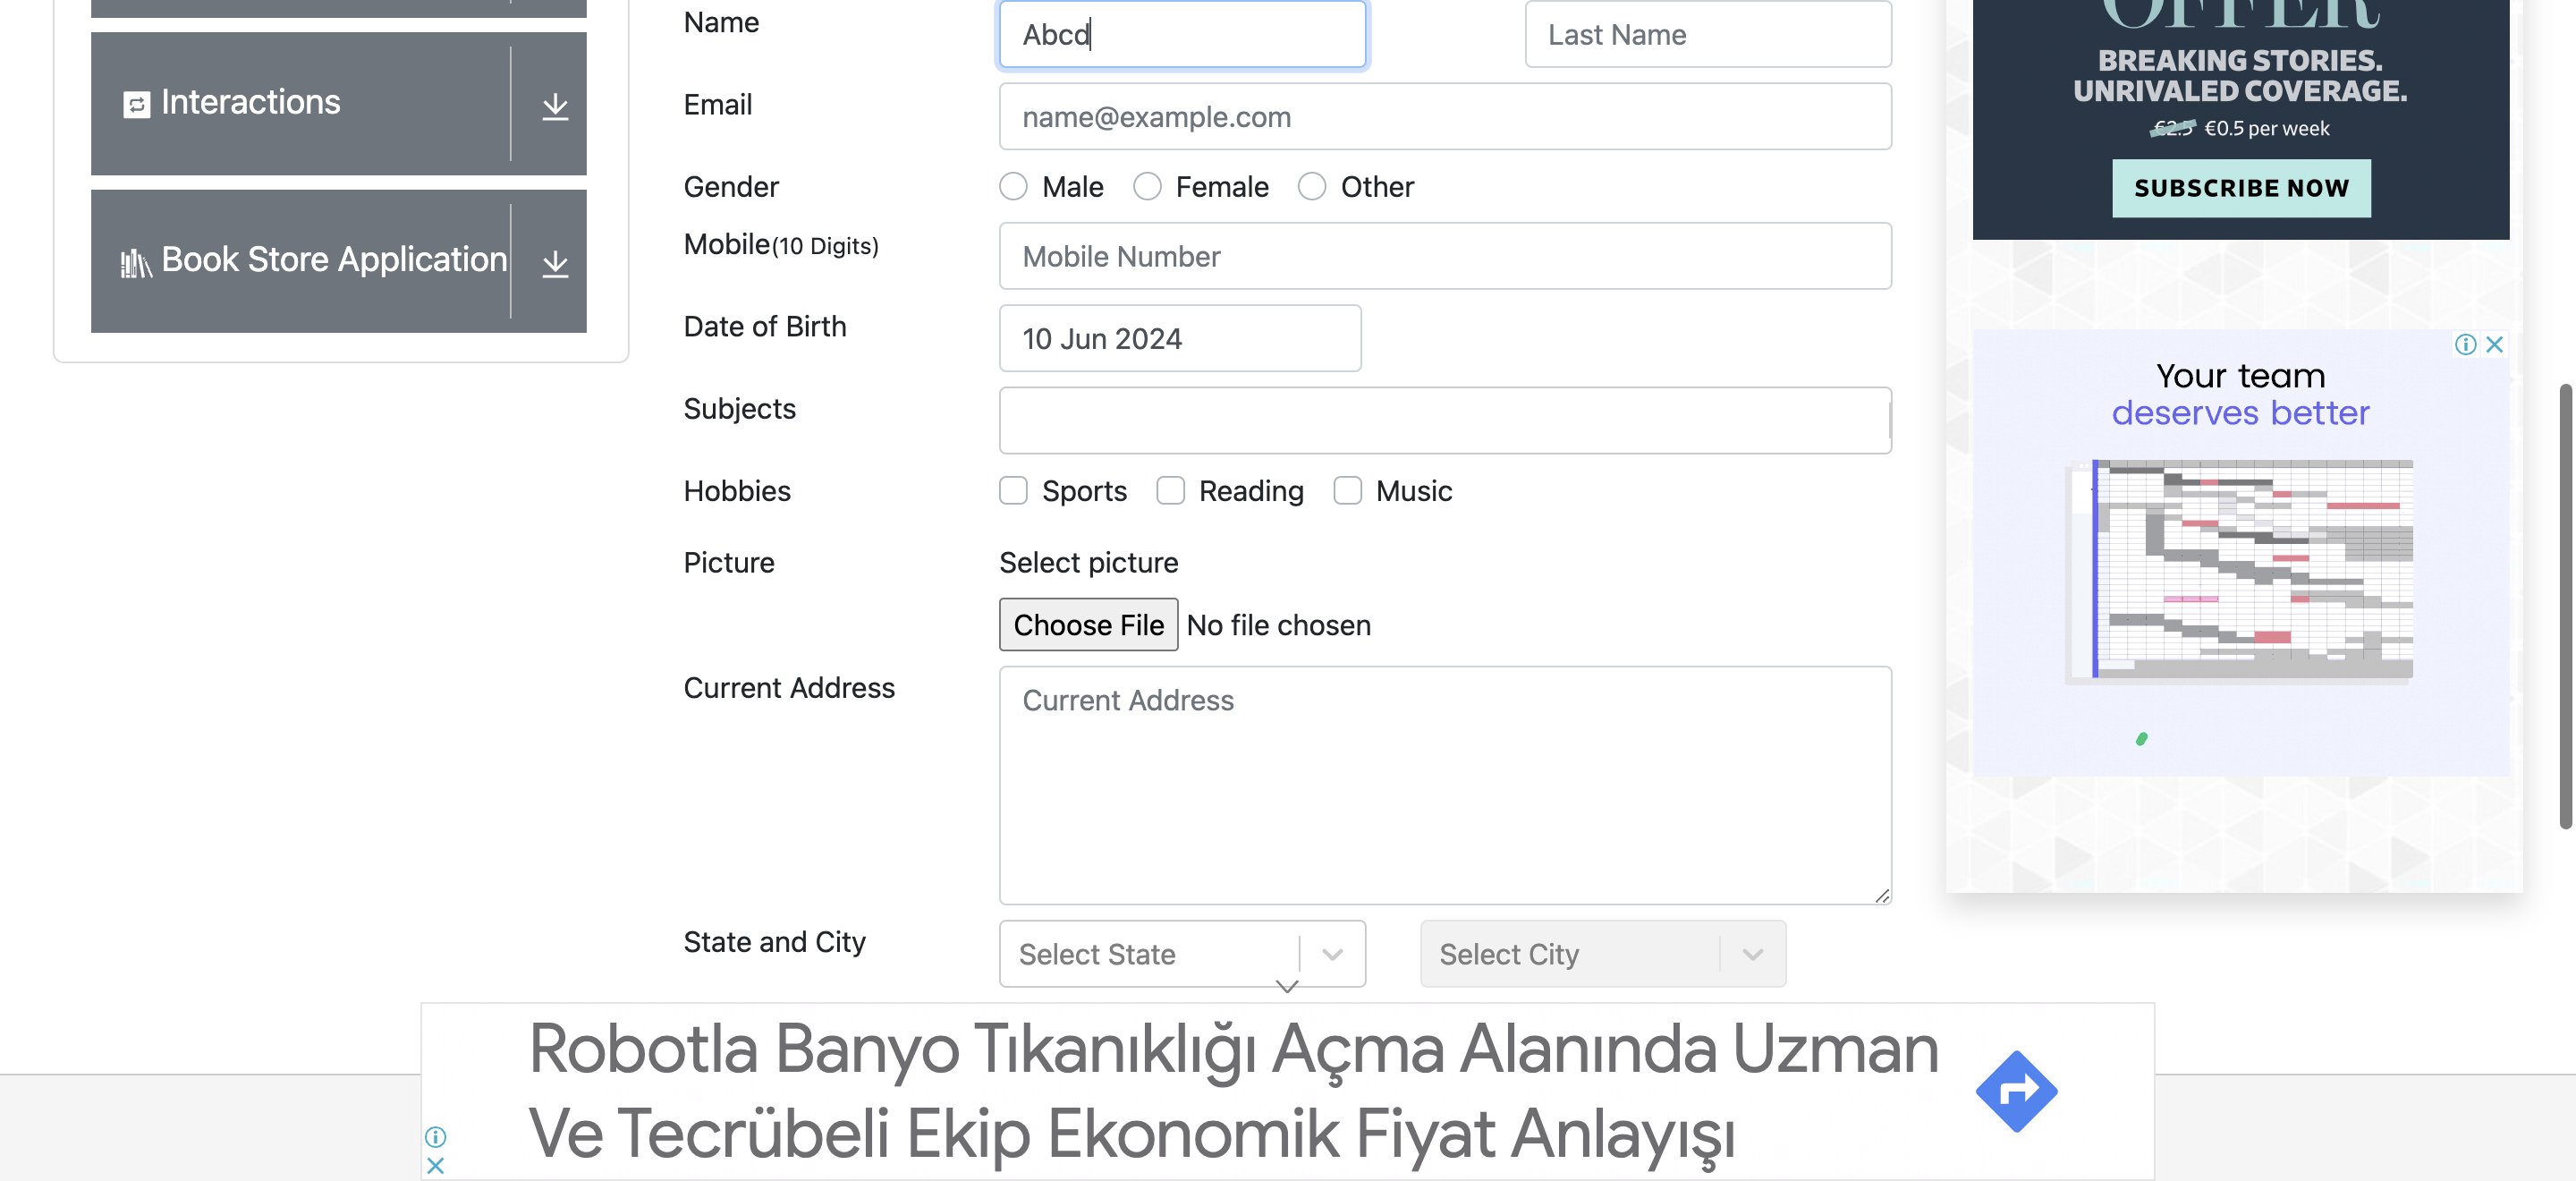 Interactions
Book Store Application
Name
Abcd
Last Name
Email
name@example.com
Gender
Male
Female
Other
Mobile(10 Digits)
Mobile Number
Date of Birth
10 Jun 2024
Subjects
Hobbies
Sports
Reading
Music
Picture
Select picture
Choose File
No file chosen
Current Address
Current Address
State and City
Select State
Select City
OFFER
BREAKING STORIES.
UNRIVALED COVERAGE.
€2.5 €0.5 per week
SUBSCRIBE NOW
Your team
deserves better
Robotla Banyo Tıkanıklığı Açma Alanında Uzman
Ve Tecrübeli Ekip Ekonomik Fiyat Anlayışı